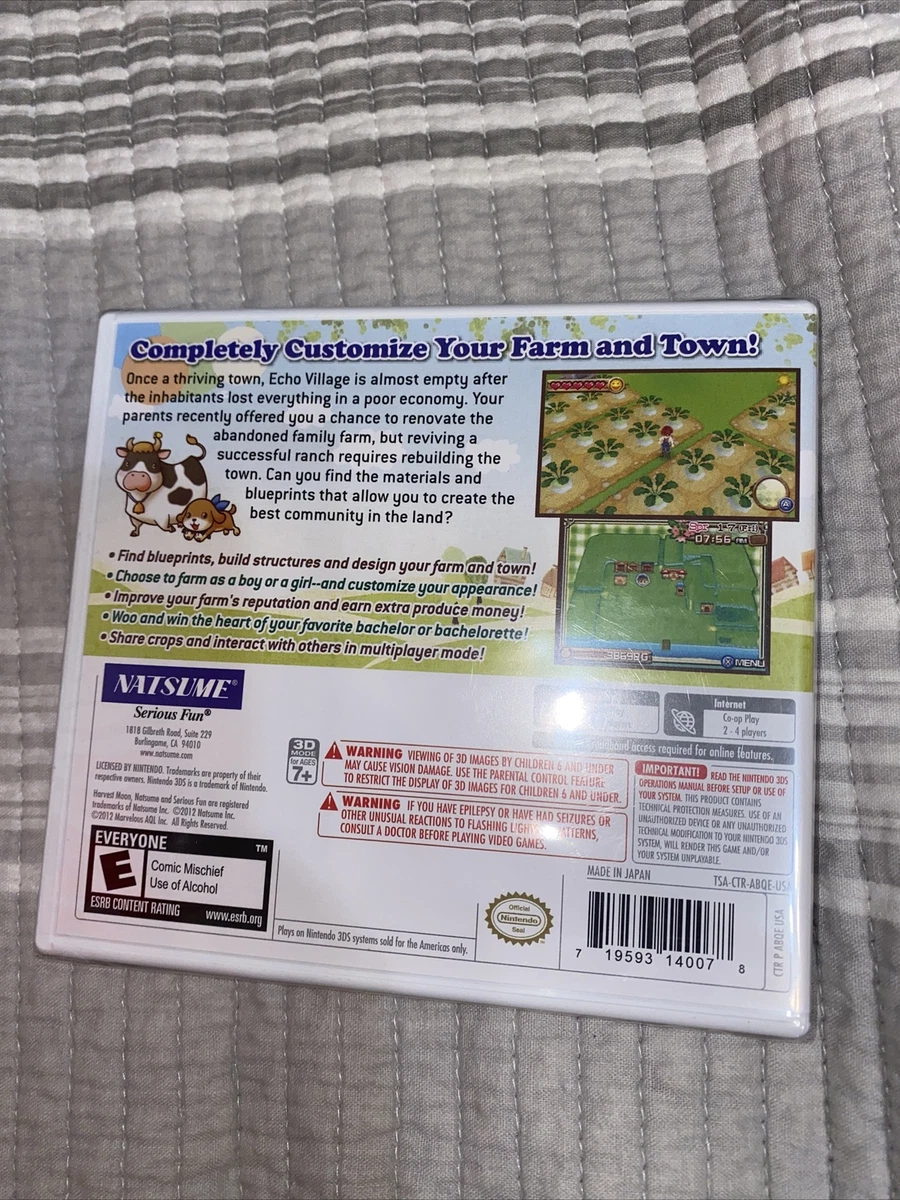 Completely Customize Your Farm and Town!
Once a thriving town, Echo Village is almost empty after
the inhabitants lost everything in a poor economy. Your
parents recently offered you a chance to renovate the
abandoned family farm, but reviving a
successful ranch requires rebuilding the
town. Can you find the materials and
blueprints that allow you to create the
best community in the land?
• Find blueprints, build structures and design your farm and town!
• Choose to farm as a boy or a girl--and customize your appearance!
• Improve your farm's reputation and earn extra produce money!
• Woo and win the heart of your favorite bachelor or bachelorette!
• Share crops and interact with others in multiplayer mode!
A
Spr 17
07:56 AM
38690G
X MENU
NATSUME®
Serious Fun®
1818 Gilbreth Road, Suite 229
Burlingame, CA 94010
www.natsume.com
LICENSED BY NINTENDO. Trademarks are property of their
respective owners. Nintendo 3DS is a trademark of Nintendo.
Harvest Moon, Natsume and Serious Fun are registered
trademarks of Natsume Inc. ©2012 Natsume Inc.
©2012 Marvelous AQL Inc. All Rights Reserved.
EVERYONE
TM
E
Comic Mischief
Use of Alcohol
ESRB CONTENT RATING www.esrb.org
3D
MODE
for AGES
7+
WARNING VIEWING OF 3D IMAGES BY CHILDREN 6 AND UNDER
MAY CAUSE VISION DAMAGE. USE THE PARENTAL CONTROL FEATURE
TO RESTRICT THE DISPLAY OF 3D IMAGES FOR CHILDREN 6 AND UNDER.
WARNING IF YOU HAVE EPILEPSY OR HAVE HAD SEIZURES OR
OTHER UNUSUAL REACTIONS TO FLASHING LIGHTS OR PATTERNS,
CONSULT A DOCTOR BEFORE PLAYING VIDEO GAMES.
Internet
Co-op Play
2 - 4 players
access required for online features.
IMPORTANT! READ THE NINTENDO 3DS
OPERATIONS MANUAL BEFORE SETUP OR USE OF
YOUR SYSTEM. THIS PRODUCT CONTAINS
TECHNICAL PROTECTION MEASURES. USE OF AN
UNAUTHORIZED DEVICE OR ANY UNAUTHORIZED
TECHNICAL MODIFICATION TO YOUR NINTENDO 3DS
SYSTEM, WILL RENDER THIS GAME AND/OR
YOUR SYSTEM UNPLAYABLE.
MADE IN JAPAN
TSA-CTR-ABQE-USA
Plays on Nintendo 3DS systems sold for the Americas only.
Official
Nintendo
Seal
7 19593 14007 8
CTR P ABQE USA